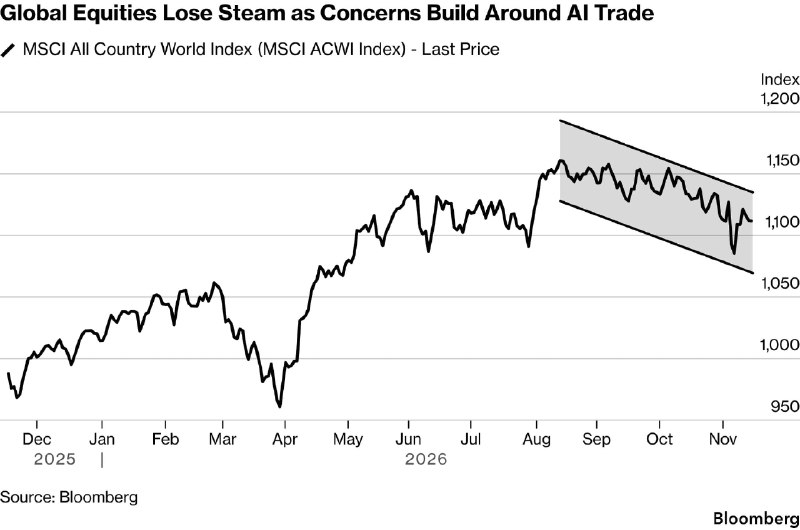 Global Equities Lose Steam as Concerns Build Around AI Trade
MSCI All Country World Index (MSCI ACWI Index) - Last Price
Index
1,200
1,150
1,100
1,050
1,000
950
Dec Jan Feb Mar Apr May Jun Jul Aug Sep Oct Nov
2025 | 2026
Source: Bloomberg
Bloomberg